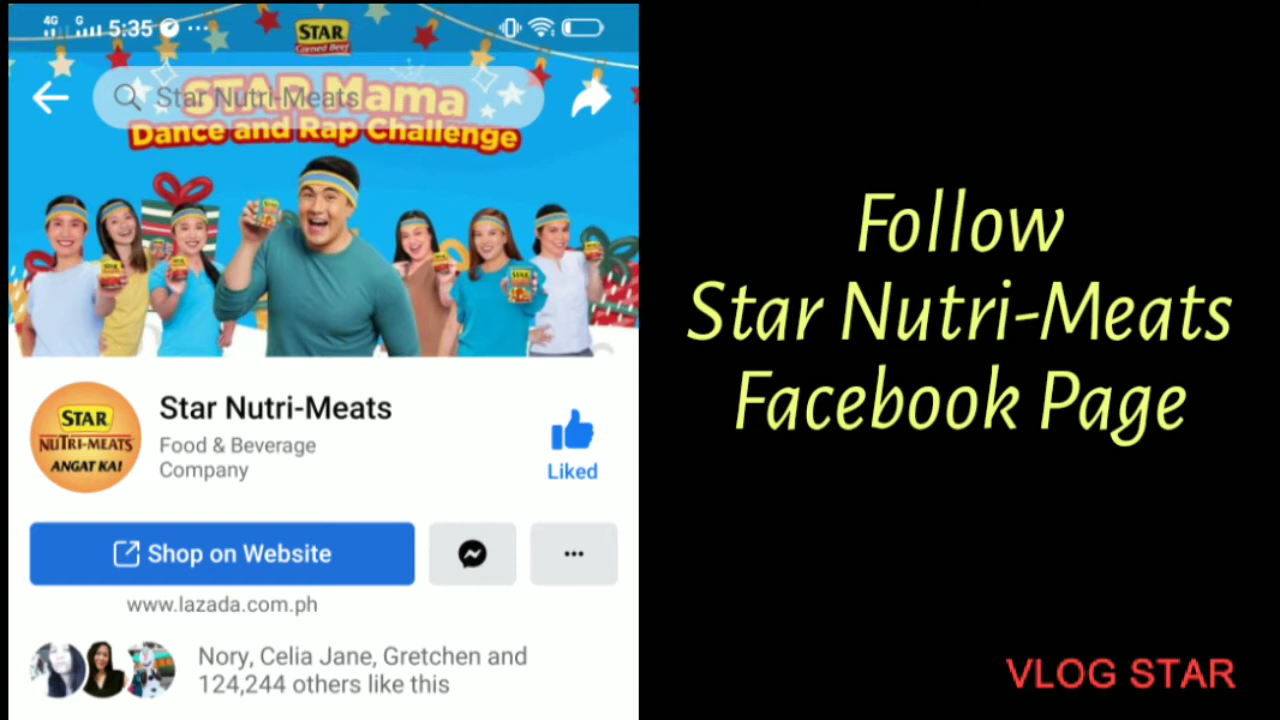 4G G 5:35
STAR
Corned Beef
Star Nutri-Meats
STAR Mama
Dance and Rap Challenge
STAR
NUTRI-MEATS
ANGAT KA!
Star Nutri-Meats
Food & Beverage
Company
Liked
Shop on Website
www.lazada.com.ph
Nory, Celia Jane, Gretchen and
124,244 others like this
Follow
Star Nutri-Meats
Facebook Page
VLOG STAR